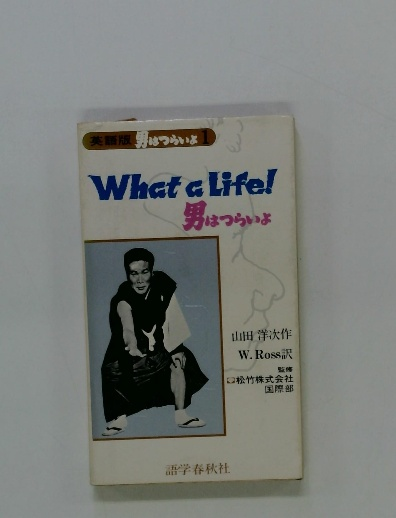 英語版 男はつらいよ 1
What a Life!
男はつらいよ
山田洋次作
W. Ross訳
監修
松竹株式会社
国際部
語学春秋社